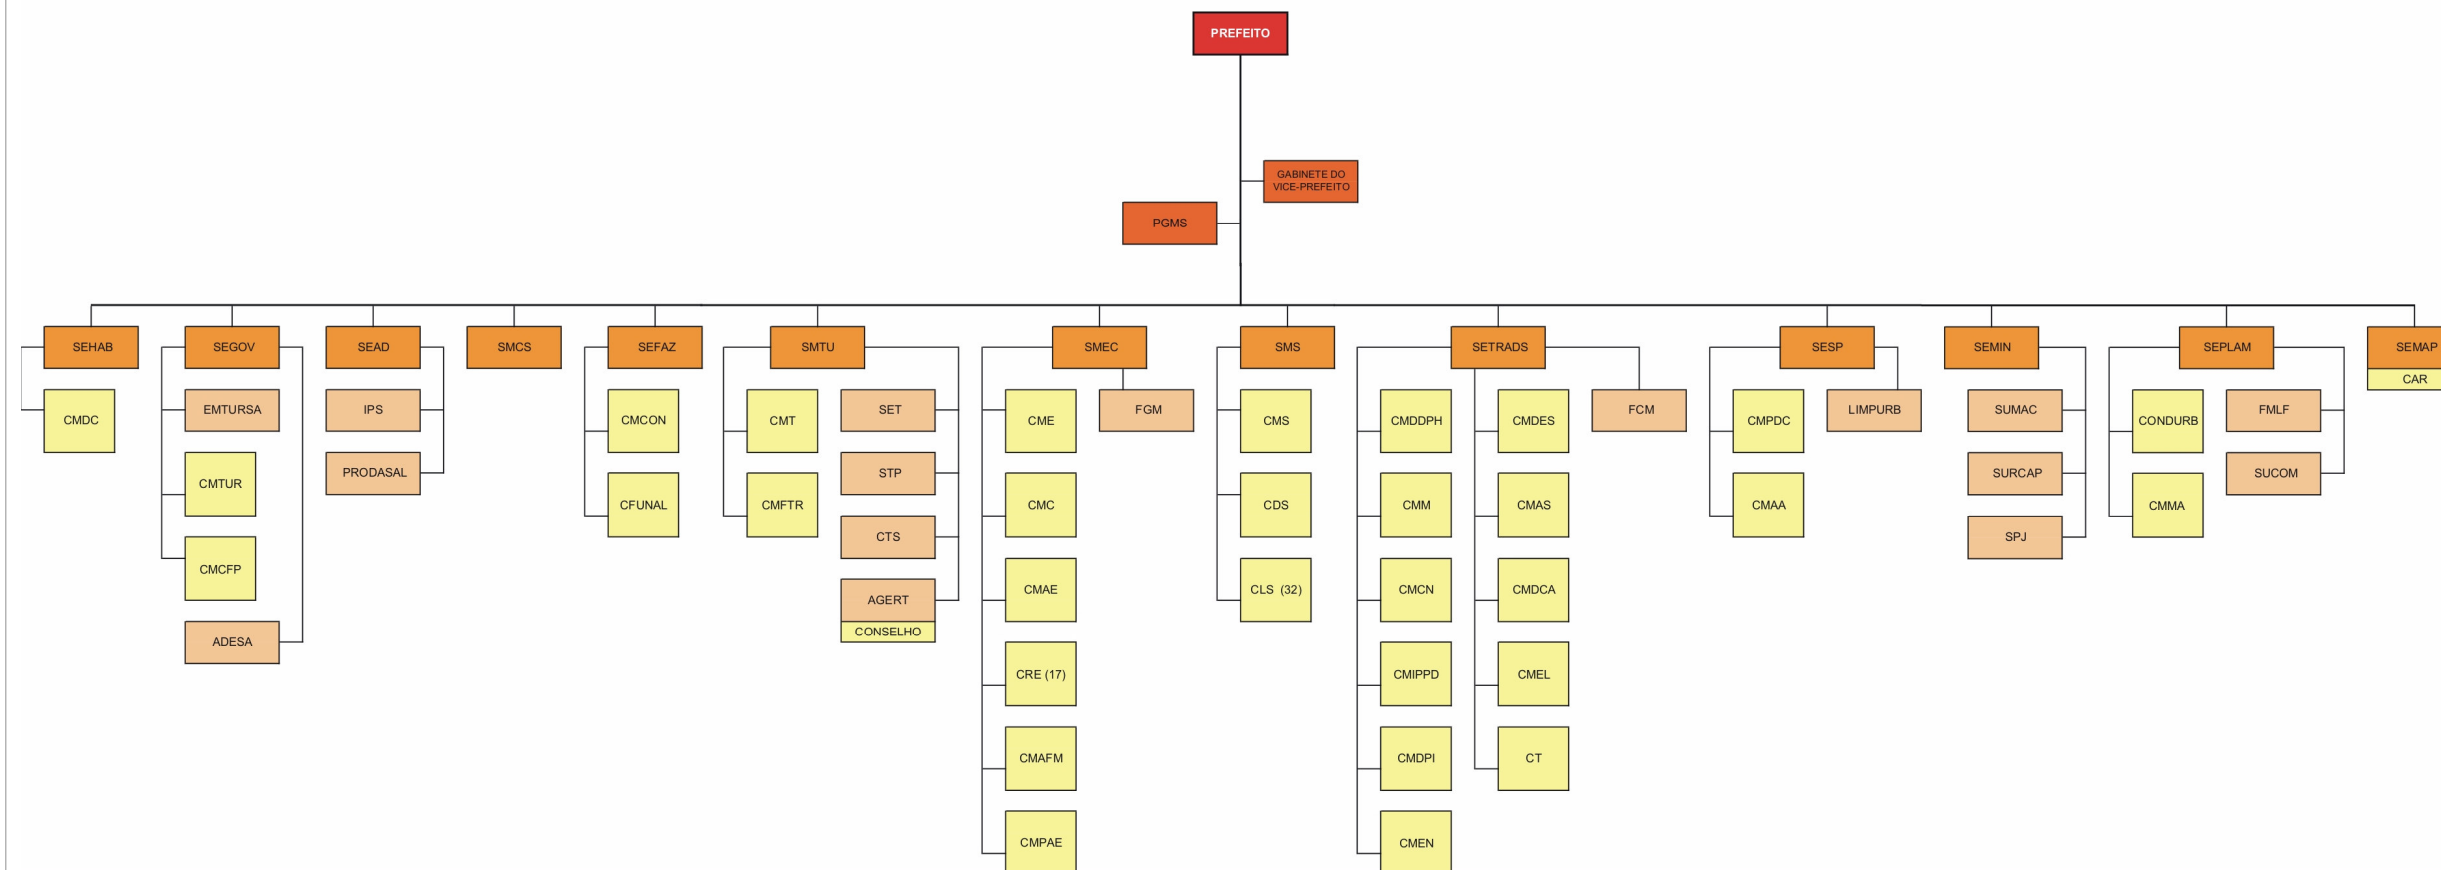 PREFEITO
GABINETE DO
VICE-PREFEITO
PGMS
SEHAB
SEGOV
SEAD
SMCS
SEFAZ
SMTU
SMEC
SMS
SETRADS
SESP
SEMIN
SEPLAM
SEMAP
CAR
CMDC
EMTURSA
CMTUR
CMCFP
ADESA
IPS
PRODASAL
CMCON
CFUNAL
CMT
CMFTR
SET
STP
CTS
AGERT
CONSELHO
CME
CMC
CMAE
CRE (17)
CMAFM
CMPAE
FGM
CMS
CDS
CLS (32)
CMDDPH
CMM
CMCN
CMIPPD
CMDPI
CMEN
CMDES
CMAS
CMDCA
CMEL
CT
FCM
CMPDC
CMAA
LIMPURB
SUMAC
SURCAP
SPJ
CONDURB
CMMA
FMLF
SUCOM